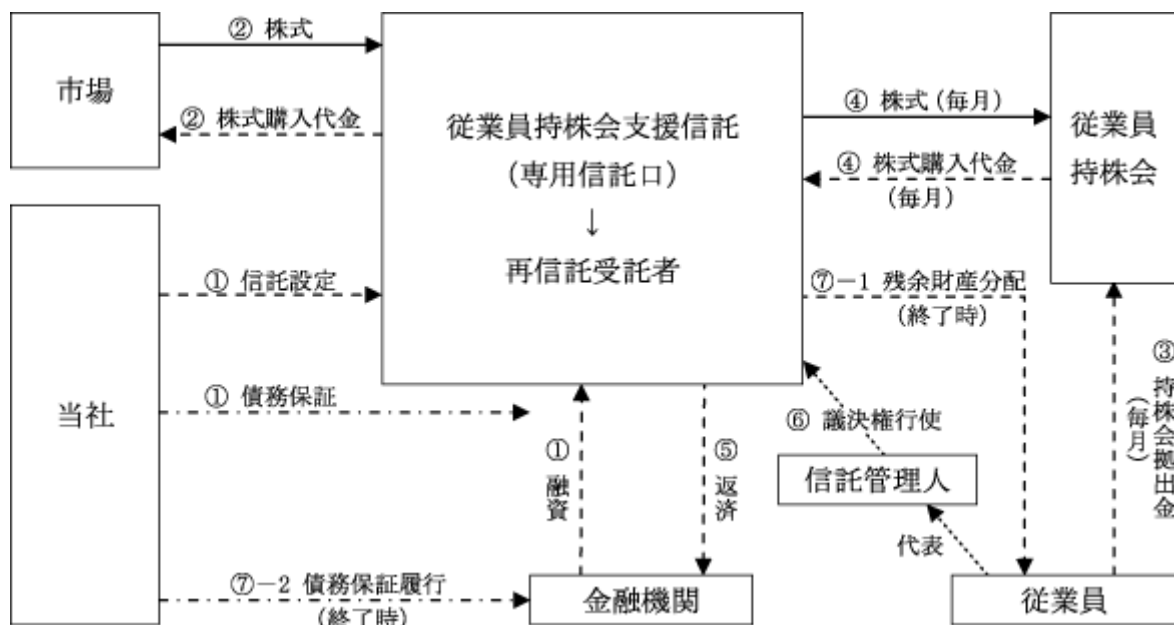 ② 株式
市場
② 株式購入代金
従業員持株会支援信託
(専用信託口)
↓
再信託受託者
④ 株式(毎月)
④ 株式購入代金
(毎月)
従業員
持株会
① 信託設定
⑦-1 残余財産分配
(終了時)
① 債務保証
当社
① 融資
⑤ 返済
⑥ 議決権行使
信託管理人
代表
③ 持株会拠出金
(毎月)
⑦-2 債務保証履行
(終了時)
金融機関
従業員